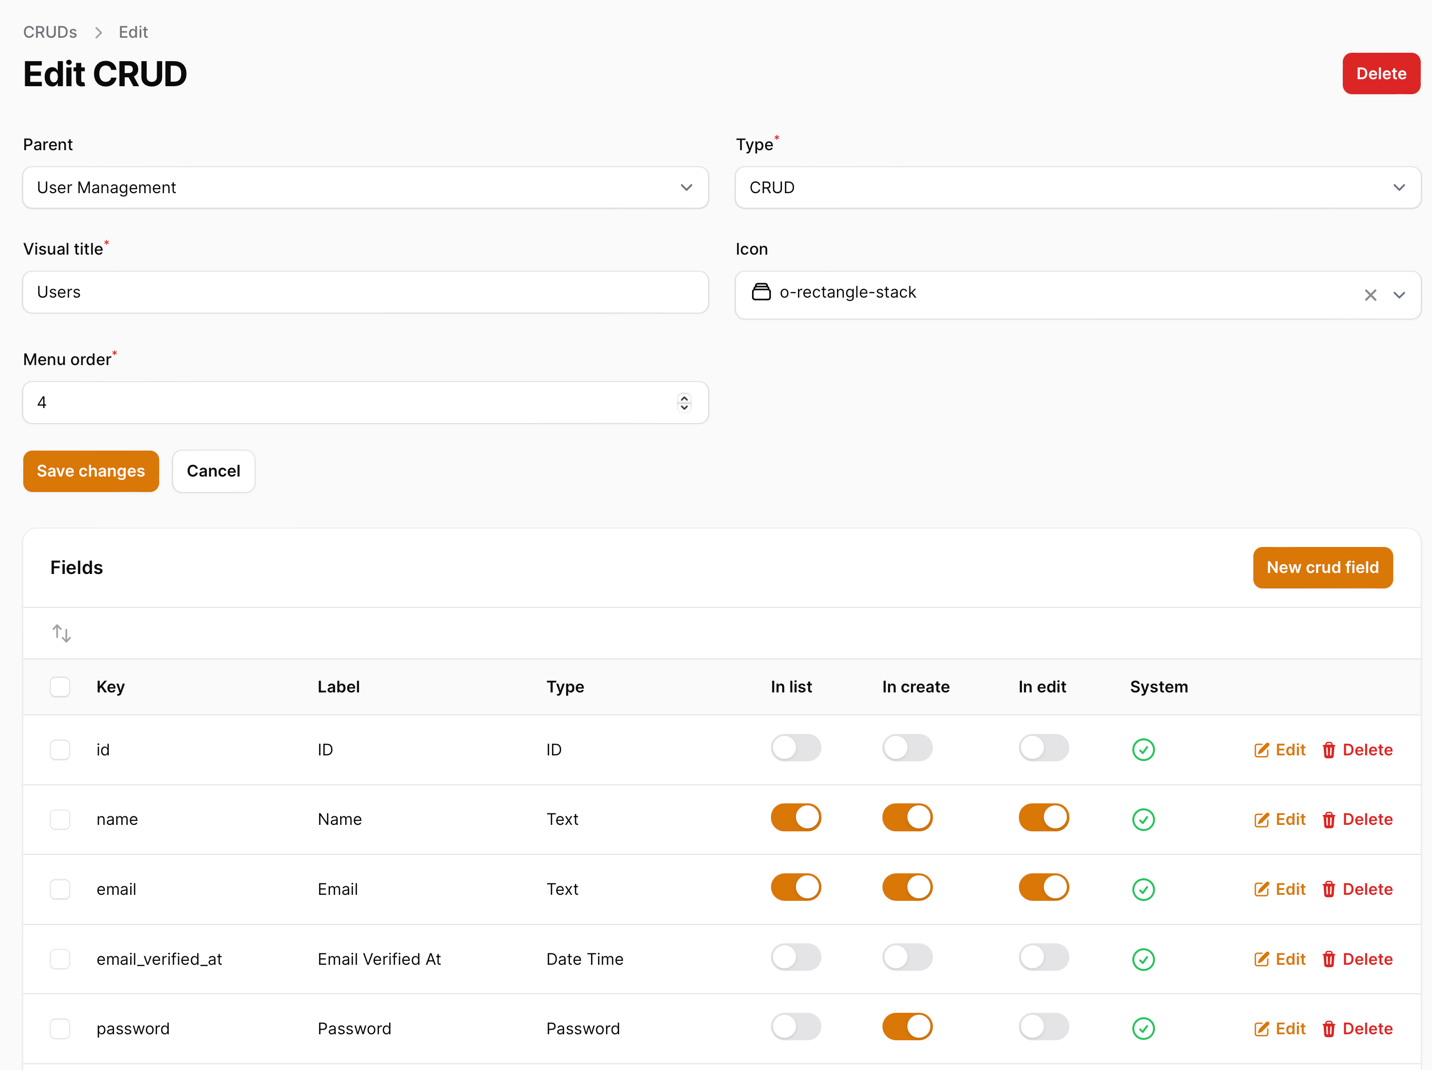 CRUDs > Edit
Edit CRUD
Delete
Parent
Type*
User Management
CRUD
Visual title*
Icon
Users
o-rectangle-stack
Menu order*
4
Save changes
Cancel
Fields
New crud field
Key Label Type In list In create In edit System
id ID ID Edit Delete
name Name Text Edit Delete
email Email Text Edit Delete
email_verified_at Email Verified At Date Time Edit Delete
password Password Password Edit Delete